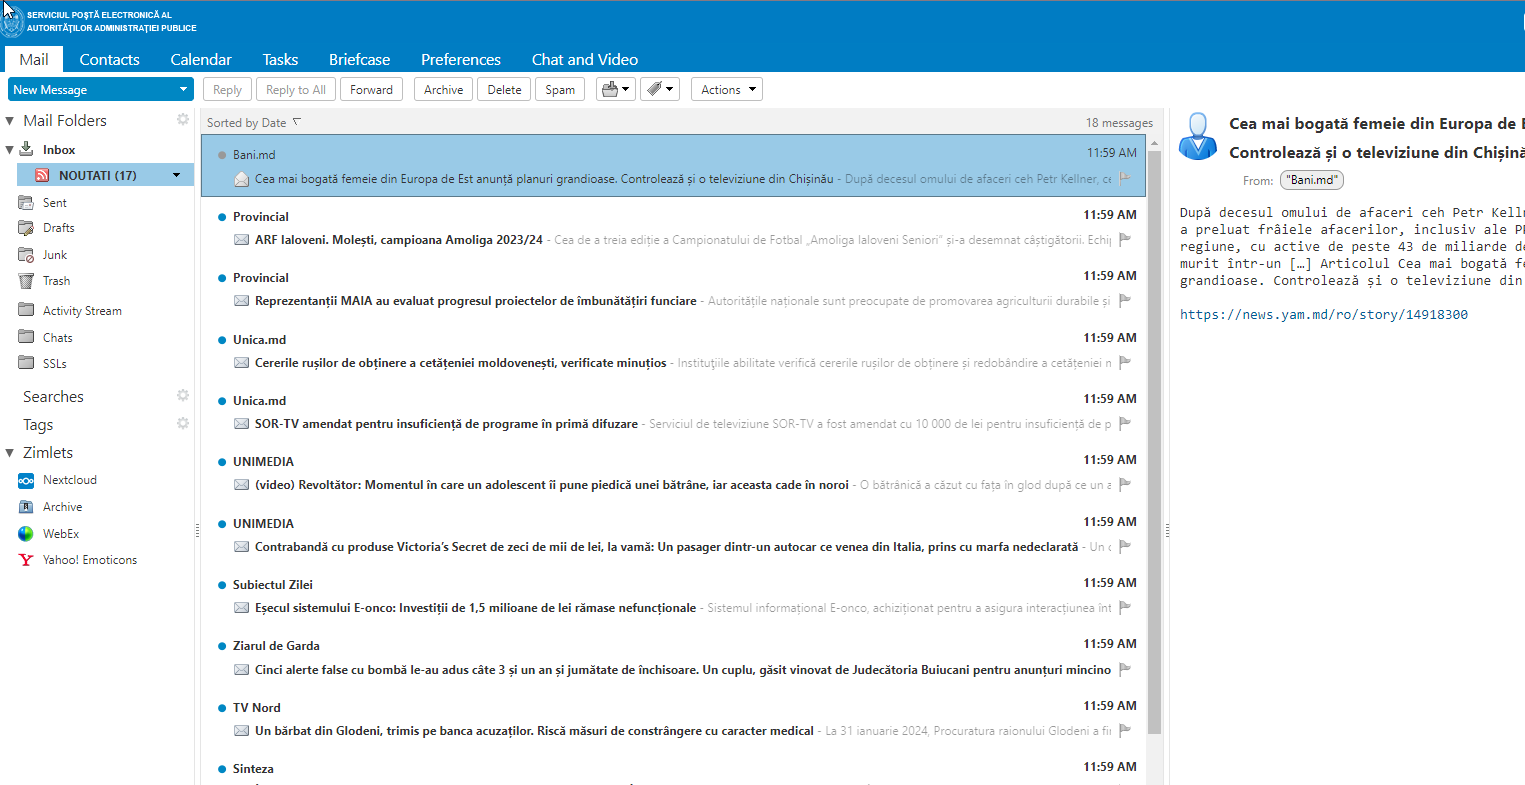 SERVICIUL POȘTĂ ELECTRONICĂ AL
AUTORITĂȚILOR ADMINISTRAȚIEI PUBLICE
Mail Contacts Calendar Tasks Briefcase Preferences Chat and Video
New Message Reply Reply to All Forward Archive Delete Spam Actions
Mail Folders
Inbox
NOUTATI (17)
Sent
Drafts
Junk
Trash
Activity Stream
Chats
SSLs
Searches
Tags
Zimlets
Nextcloud
Archive
WebEx
Yahoo! Emoticons
Sorted by Date 18 messages
Bani.md 11:59 AM
Cea mai bogată femeie din Europa de Est anunță planuri grandioase. Controlează și o televiziune din Chișinău - După decesul omului de afaceri ceh Petr Kellner, ce
Provincial 11:59 AM
ARF Ialoveni. Molești, campioana Amoliga 2023/24 - Cea de a treia ediție a Campionatului de Fotbal „Amoliga Ialoveni Seniori” și-a desemnat câștigătorii. Echip
Provincial 11:59 AM
Reprezentanții MAIA au evaluat progresul proiectelor de îmbunătățiri funciare - Autoritățile naționale sunt preocupate de promovarea agriculturii durabile și
Unica.md 11:59 AM
Cererile rușilor de obținere a cetățeniei moldovenești, verificate minuțios - Instituţiile abilitate verifică cererile rușilor de obținere și redobândire a cetățeniei
Unica.md 11:59 AM
SOR-TV amendat pentru insuficiență de programe în primă difuzare - Serviciul de televiziune SOR-TV a fost amendat cu 10 000 de lei pentru insuficiență de p
UNIMEDIA 11:59 AM
(video) Revoltător: Momentul în care un adolescent îi pune piedică unei bătrâne, iar aceasta cade în noroi - O bătrânică a căzut cu fața în glod după ce un a
UNIMEDIA 11:59 AM
Contrabandă cu produse Victoria’s Secret de zeci de mii de lei, la vamă: Un pasager dintr-un autocar ce venea din Italia, prins cu marfa nedeclarată - Un c
Subiectul Zilei 11:59 AM
Eșecul sistemului E-onco: Investiții de 1,5 milioane de lei rămase nefuncționale - Sistemul informațional E-onco, achiziționat pentru a asigura interacțiunea înt
Ziarul de Garda 11:59 AM
Cinci alerte false cu bombă le-au adus câte 3 și un an și jumătate de închisoare. Un cuplu, găsit vinovat de Judecătoria Buiucani pentru anunțuri mincino
TV Nord 11:59 AM
Un bărbat din Glodeni, trimis pe banca acuzaților. Riscă măsuri de constrângere cu caracter medical - La 31 ianuarie 2024, Procuratura raionului Glodeni a fi
Sinteza 11:59 AM
Cea mai bogată femeie din Europa de E
Controlează și o televiziune din Chișină
From: "Bani.md"
După decesul omului de afaceri ceh Petr Kelln
a preluat frâiele afacerilor, inclusiv ale
regiune, cu active de peste 43 de miliarde d
murit într-un […] Articolul Cea mai bogată fe
grandioase. Controlează și o televiziune din
https://news.yam.md/ro/story/14918300